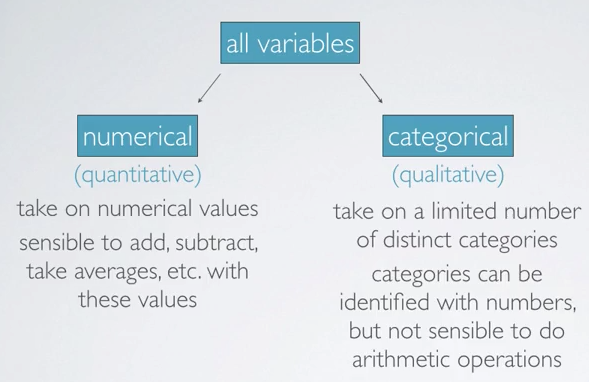 all variables
numerical
(quantitative)
take on numerical values
sensible to add, subtract,
take averages, etc. with
these values
categorical
(qualitative)
take on a limited number
of distinct categories
categories can be
identified with numbers,
but not sensible to do
arithmetic operations